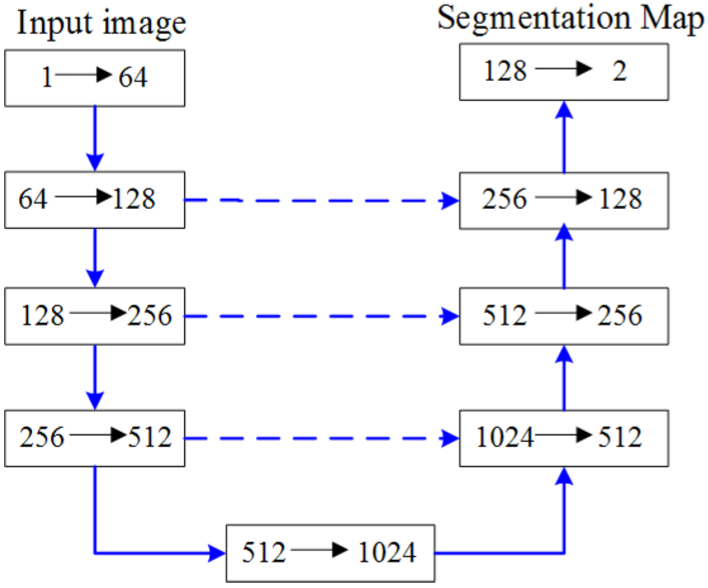 Input image
1 → 64
64 → 128
128 → 256
256 → 512
512 → 1024
Segmentation Map
128 → 2
256 → 128
512 → 256
1024 → 512